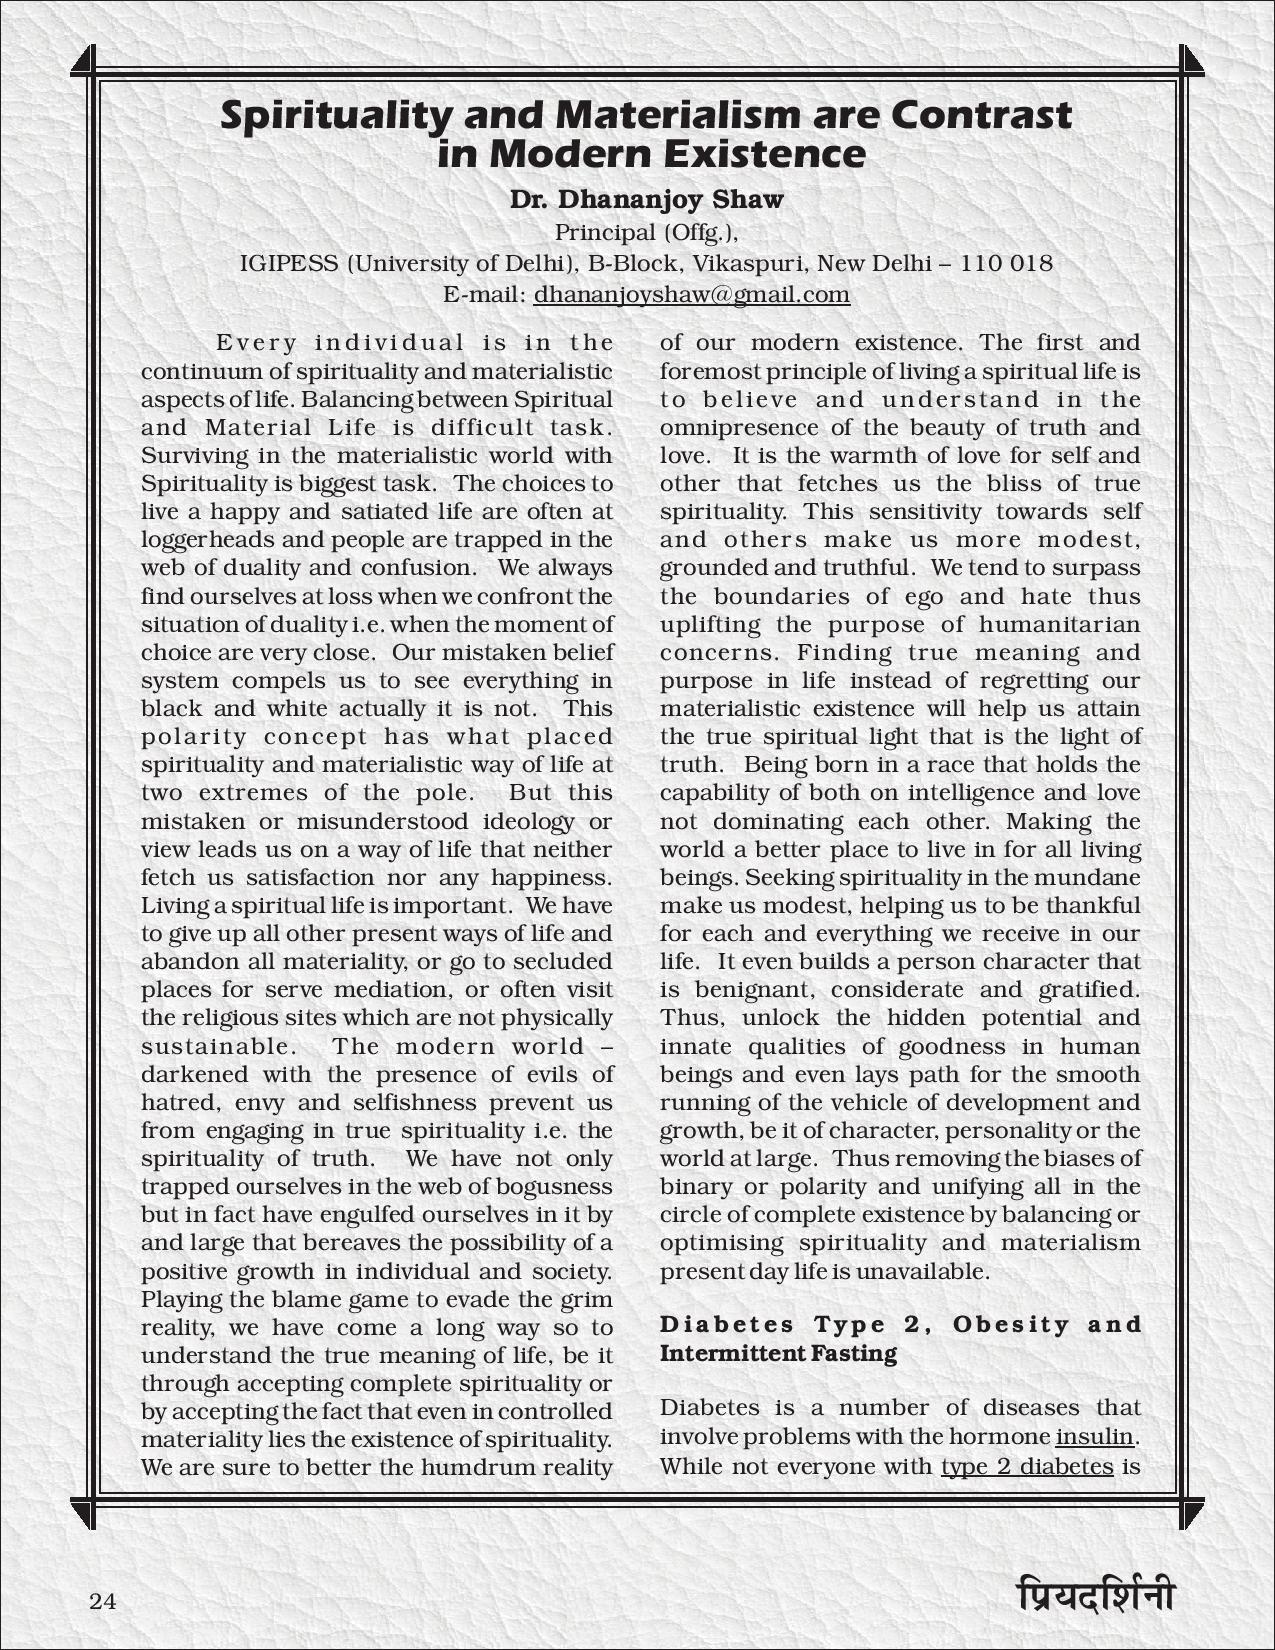 Spirituality and Materialism are Contrast
in Modern Existence
Dr. Dhananjoy Shaw
Principal (Offg.),
IGIPESS (University of Delhi), B-Block, Vikaspuri, New Delhi – 110 018
E-mail: dhananjoyshaw@gmail.com
Every individual is in the
continuum of spirituality and materialistic
aspects of life. Balancing between Spiritual
and Material Life is difficult task.
Surviving in the materialistic world with
Spirituality is biggest task. The choices to
live a happy and satiated life are often at
loggerheads and people are trapped in the
web of duality and confusion. We always
find ourselves at loss when we confront the
situation of duality i.e. when the moment of
choice are very close. Our mistaken belief
system compels us to see everything in
black and white actually it is not. This
polarity concept has what placed
spirituality and materialistic way of life at
two extremes of the pole. But this
mistaken or misunderstood ideology or
view leads us on a way of life that neither
fetch us satisfaction nor any happiness.
Living a spiritual life is important. We have
to give up all other present ways of life and
abandon all materiality, or go to secluded
places for serve mediation, or often visit
the religious sites which are not physically
sustainable. The modern world –
darkened with the presence of evils of
hatred, envy and selfishness prevent us
from engaging in true spirituality i.e. the
spirituality of truth. We have not only
trapped ourselves in the web of bogusness
but in fact have engulfed ourselves in it by
and large that bereaves the possibility of a
positive growth in individual and society.
Playing the blame game to evade the grim
reality, we have come a long way so to
understand the true meaning of life, be it
through accepting complete spirituality or
by accepting the fact that even in controlled
materiality lies the existence of spirituality.
We are sure to better the humdrum reality
of our modern existence. The first and
foremost principle of living a spiritual life is
to believe and understand in the
omnipresence of the beauty of truth and
love. It is the warmth of love for self and
other that fetches us the bliss of true
spirituality. This sensitivity towards self
and others make us more modest,
grounded and truthful. We tend to surpass
the boundaries of ego and hate thus
uplifting the purpose of humanitarian
concerns. Finding true meaning and
purpose in life instead of regretting our
materialistic existence will help us attain
the true spiritual light that is the light of
truth. Being born in a race that holds the
capability of both on intelligence and love
not dominating each other. Making the
world a better place to live in for all living
beings. Seeking spirituality in the mundane
make us modest, helping us to be thankful
for each and everything we receive in our
life. It even builds a person character that
is benignant, considerate and gratified.
Thus, unlock the hidden potential and
innate qualities of goodness in human
beings and even lays path for the smooth
running of the vehicle of development and
growth, be it of character, personality or the
world at large. Thus removing the biases of
binary or polarity and unifying all in the
circle of complete existence by balancing or
optimising spirituality and materialism
present day life is unavailable.
Diabetes Type 2, Obesity and
Intermittent Fasting
Diabetes is a number of diseases that
involve problems with the hormone insulin.
While not everyone with type 2 diabetes is
24
प्रियदर्शिनी